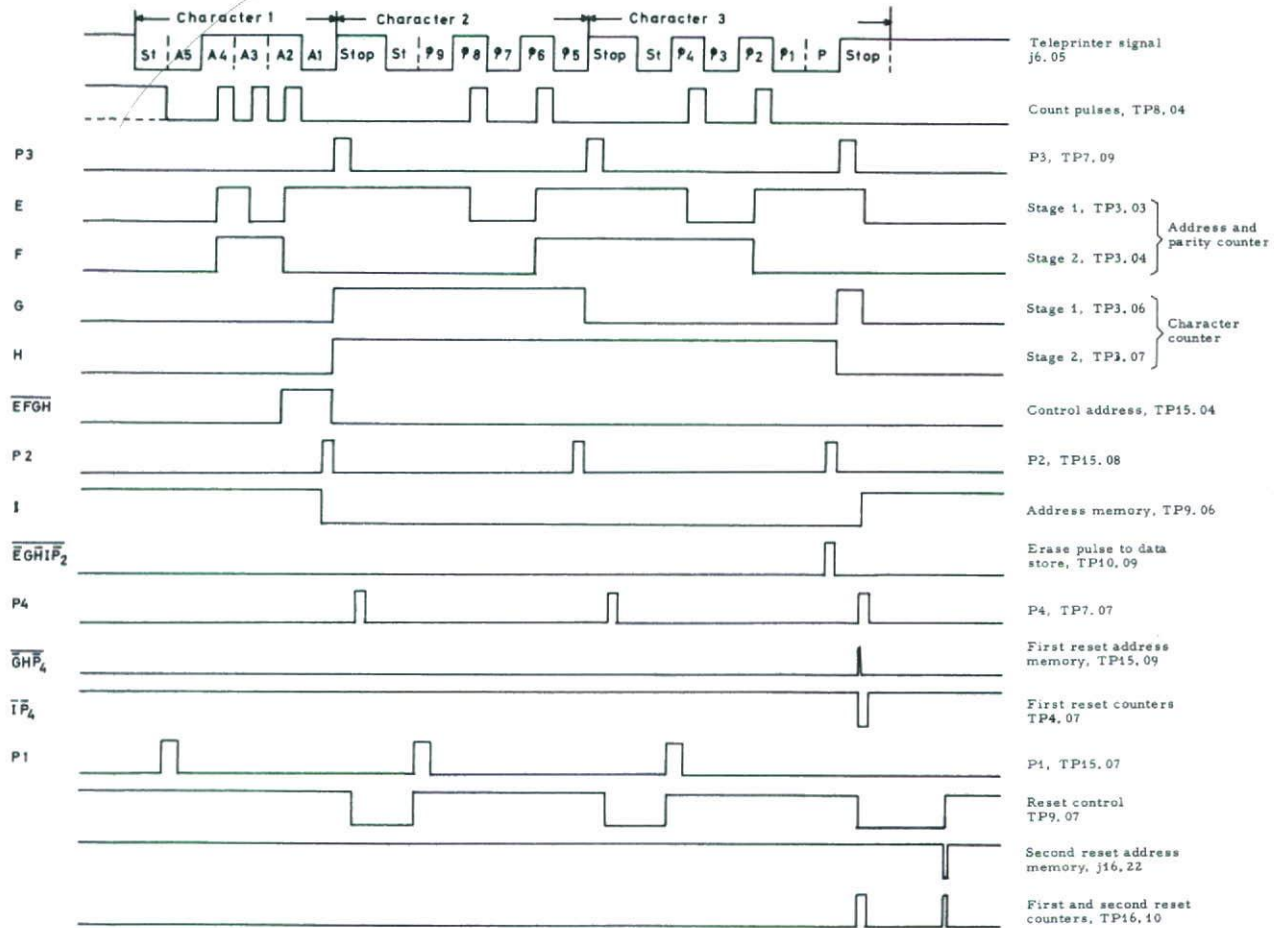 Character 1 Character 2 Character 3
St A5 A4 A3 A2 A1 Stop St P9 P8 P7 P6 P5 Stop St P4 P3 P2 P1 P Stop
Teleprinter signal
j6.05
Count pulses, TP8,04
P3
P3, TP7,09
E
Stage 1, TP3,03
Address and
parity counter
F
Stage 2, TP3,04
G
Stage 1, TP3,06
Character
counter
H
Stage 2, TP3,07
E̅F̅G̅H̅
Control address, TP15.04
P2
P2, TP15.08
I
Address memory, TP9.06
E̅GH̅IP̅₂
Erase pulse to data
store, TP10,09
P4
P4, TP7.07
G̅HP̅₄
First reset address
memory, TP15,09
I̅P̅₄
First reset counters
TP4.07
P1
P1, TP15.07
Reset control
TP9.07
Second reset address
memory, j16,22
First and second reset
counters, TP16,10